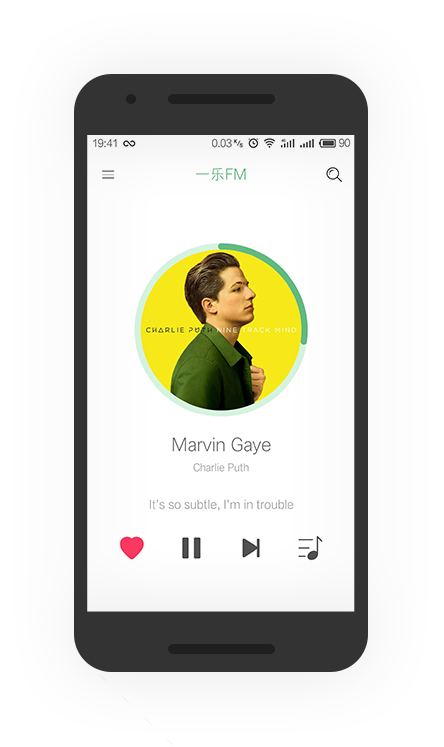 19:41 0.03 K/s 90
一乐FM
CHARLIE PUTH NINE TRACK MIND
Marvin Gaye
Charlie Puth
It's so subtle, I'm in trouble